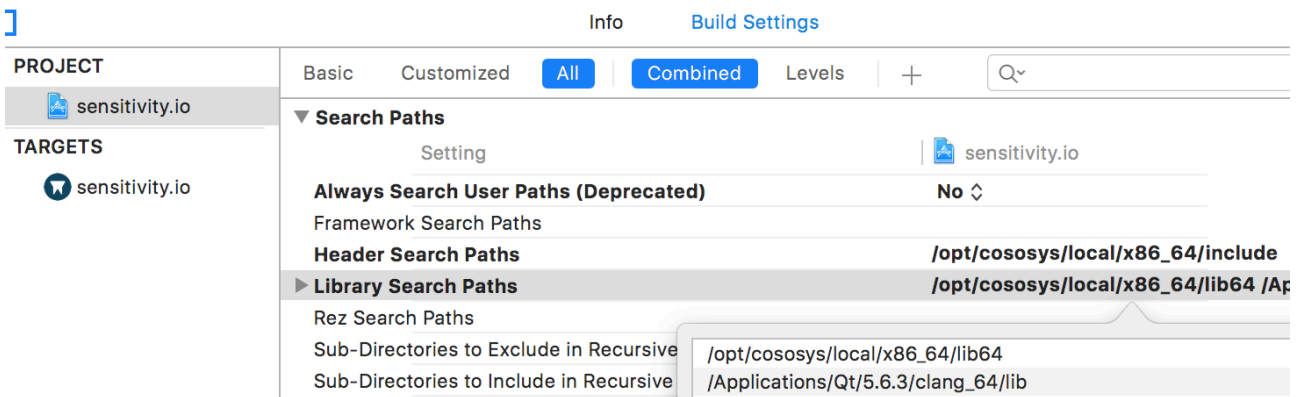 Info Build Settings
PROJECT
Basic Customized All Combined Levels
sensitivity.io
Search Paths
TARGETS
Setting sensitivity.io
sensitivity.io
Always Search User Paths (Deprecated) No
Framework Search Paths
Header Search Paths /opt/cososys/local/x86_64/include
Library Search Paths /opt/cososys/local/x86_64/lib64 /Ap
Rez Search Paths
Sub-Directories to Exclude in Recursive
/opt/cososys/local/x86_64/lib64
Sub-Directories to Include in Recursive
/Applications/Qt/5.6.3/clang_64/lib